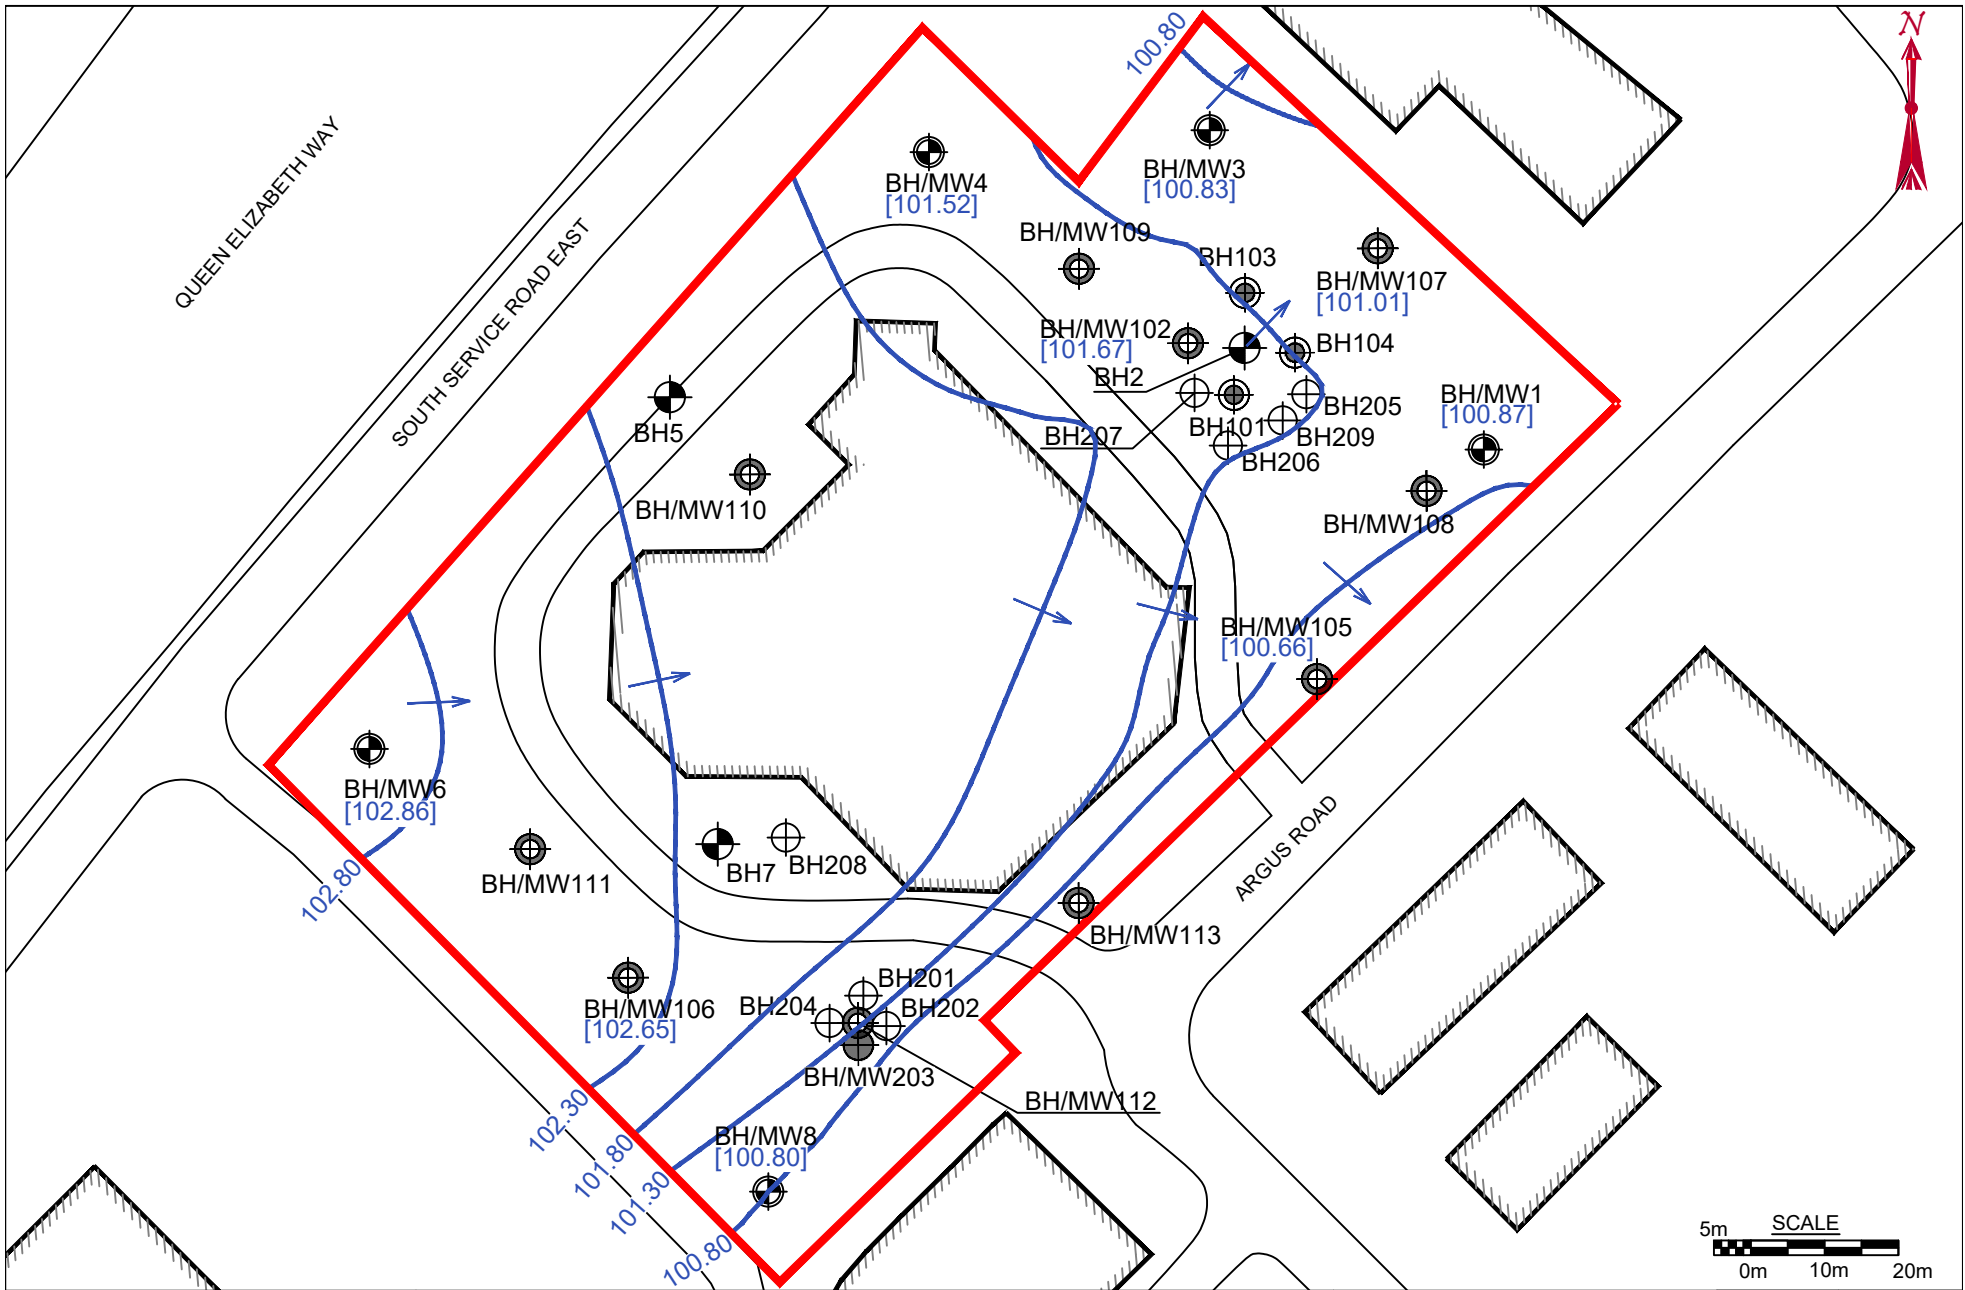 N
100.80
QUEEN ELIZABETH WAY
SOUTH SERVICE ROAD EAST
BH/MW4
[101.52]
BH/MW3
[100.83]
BH/MW109
BH103
BH/MW107
[101.01]
BH/MW102
[101.67]
BH104
BH2
BH5
BH/MW1
[100.87]
BH205
BH101
BH207
BH209
BH206
BH/MW110
BH/MW108
BH/MW105
[100.66]
BH/MW6
[102.86]
102.80
BH/MW111
BH7
BH208
ARGUS ROAD
BH/MW113
BH/MW106
[102.65]
BH204
BH201
BH202
BH/MW203
BH/MW112
102.30
101.80
101.30
100.80
BH/MW8
[100.80]
5m SCALE
0m 10m 20m